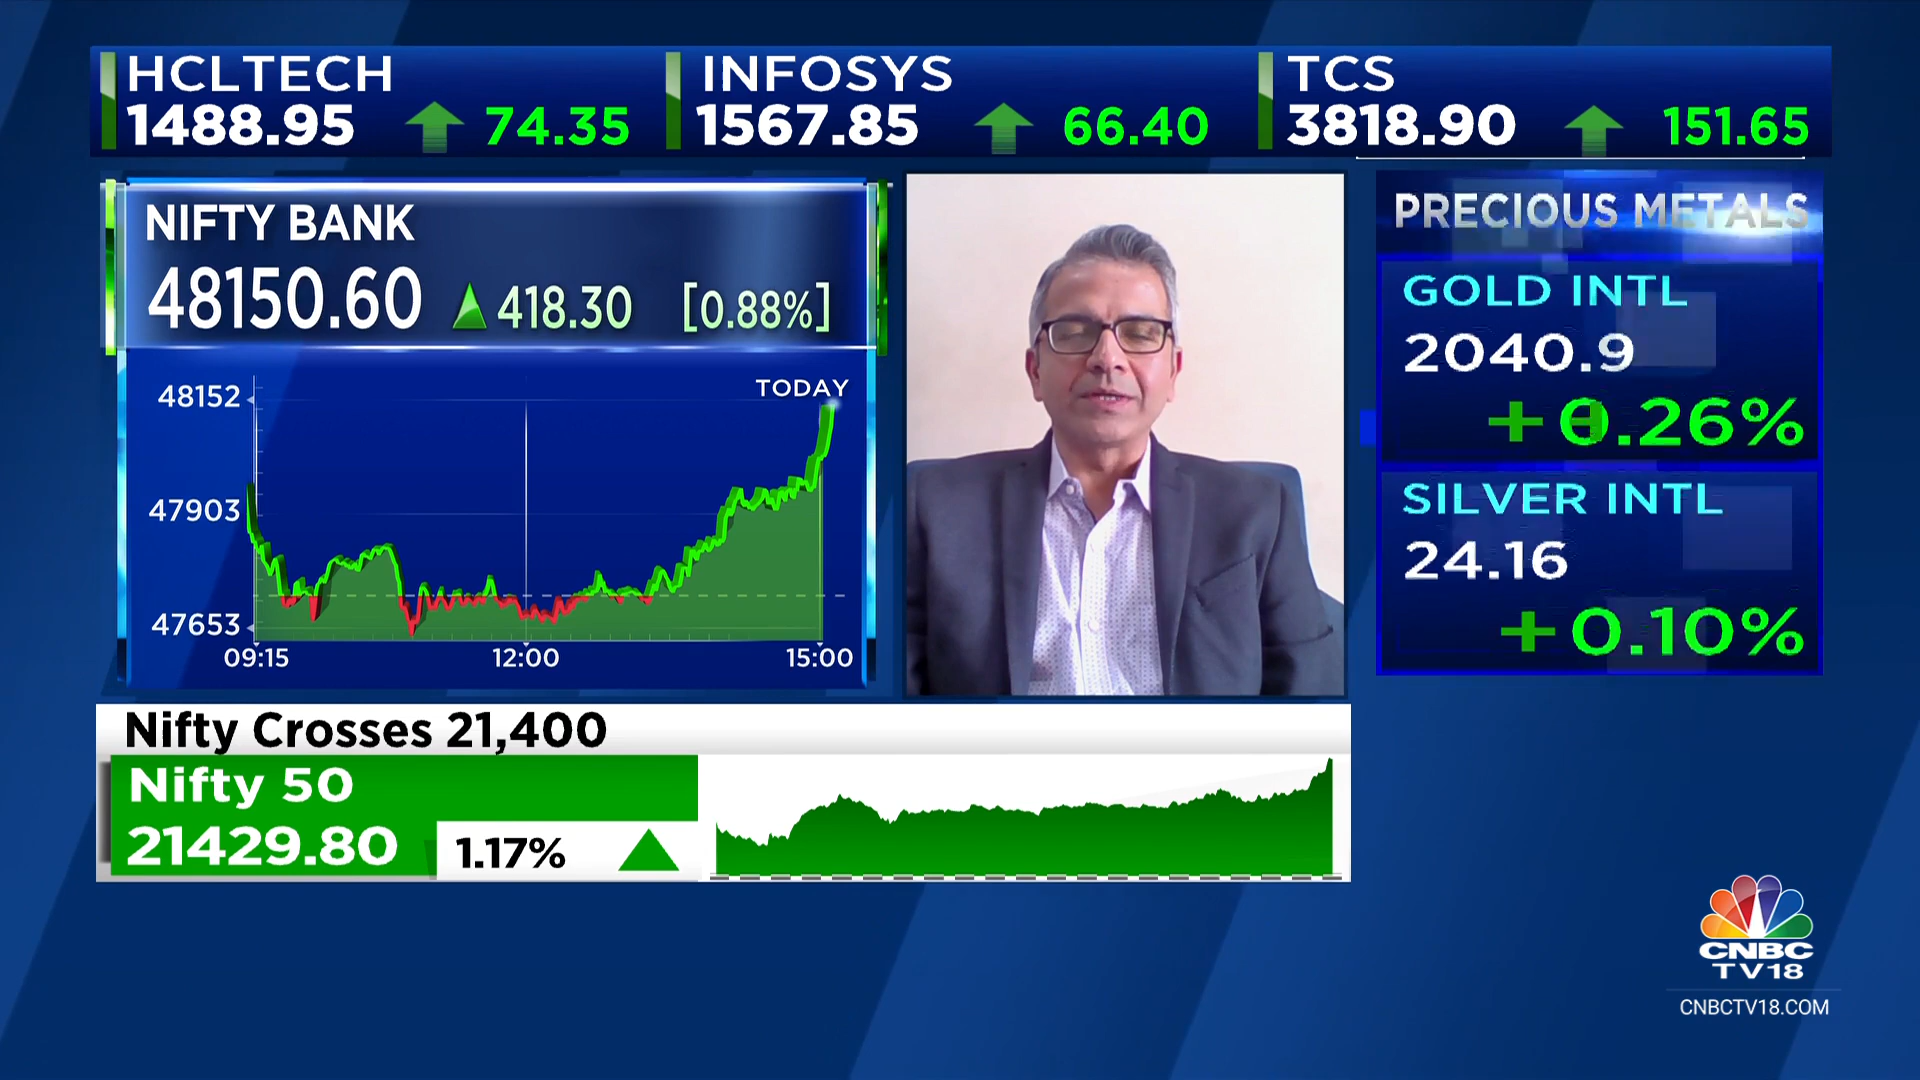 HCLTECH
1488.95 74.35
INFOSYS
1567.85 66.40
TCS
3818.90 151.65
NIFTY BANK
48150.60 418.30 [0.88%]
TODAY
48152
47903
47653
09:15 12:00 15:00
PRECIOUS METALS
GOLD INTL
2040.9
+0.26%
SILVER INTL
24.16
+0.10%
Nifty Crosses 21,400
Nifty 50
21429.80 1.17%
CNBC
TV18
CNBCTV18.COM